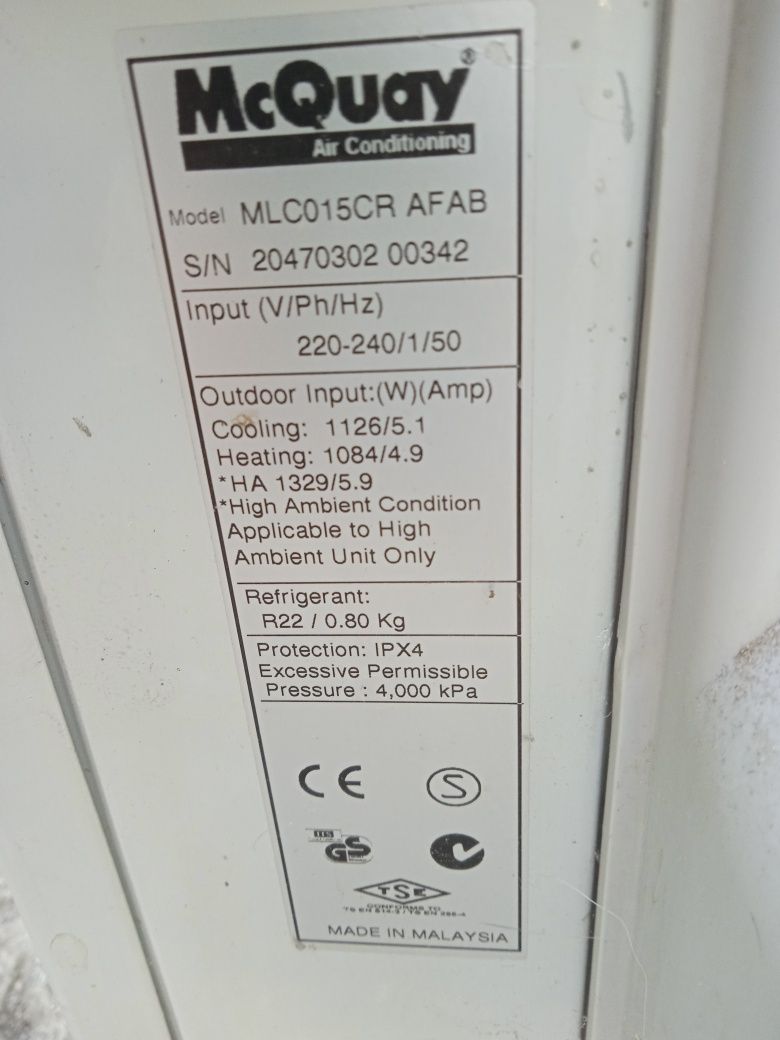 McQuay®
Air Conditioning
Model MLC015CR AFAB
S/N 20470302 00342
Input (V/Ph/Hz)
220-240/1/50
Outdoor Input:(W)(Amp)
Cooling: 1126/5.1
Heating: 1084/4.9
*HA 1329/5.9
*High Ambient Condition
Applicable to High
Ambient Unit Only
Refrigerant:
R22 / 0.80 Kg
Protection: IPX4
Excessive Permissible
Pressure : 4,000 kPa
CE S
ITS
GS
TSE
CONFORMS TO
MADE IN MALAYSIA